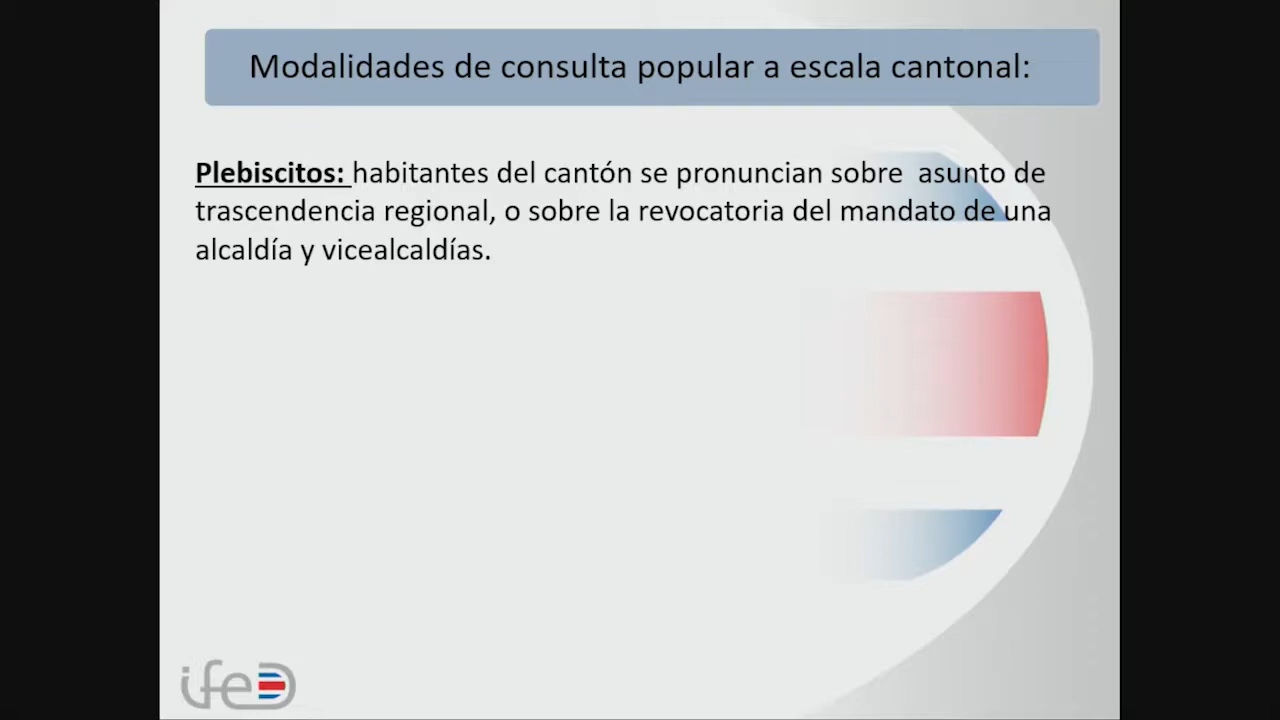 Modalidades de consulta popular a escala cantonal:
Plebiscitos: habitantes del cantón se pronuncian sobre  asunto de
trascendencia regional, o sobre la revocatoria del mandato de una
alcaldía y vicealcaldías.
ifed